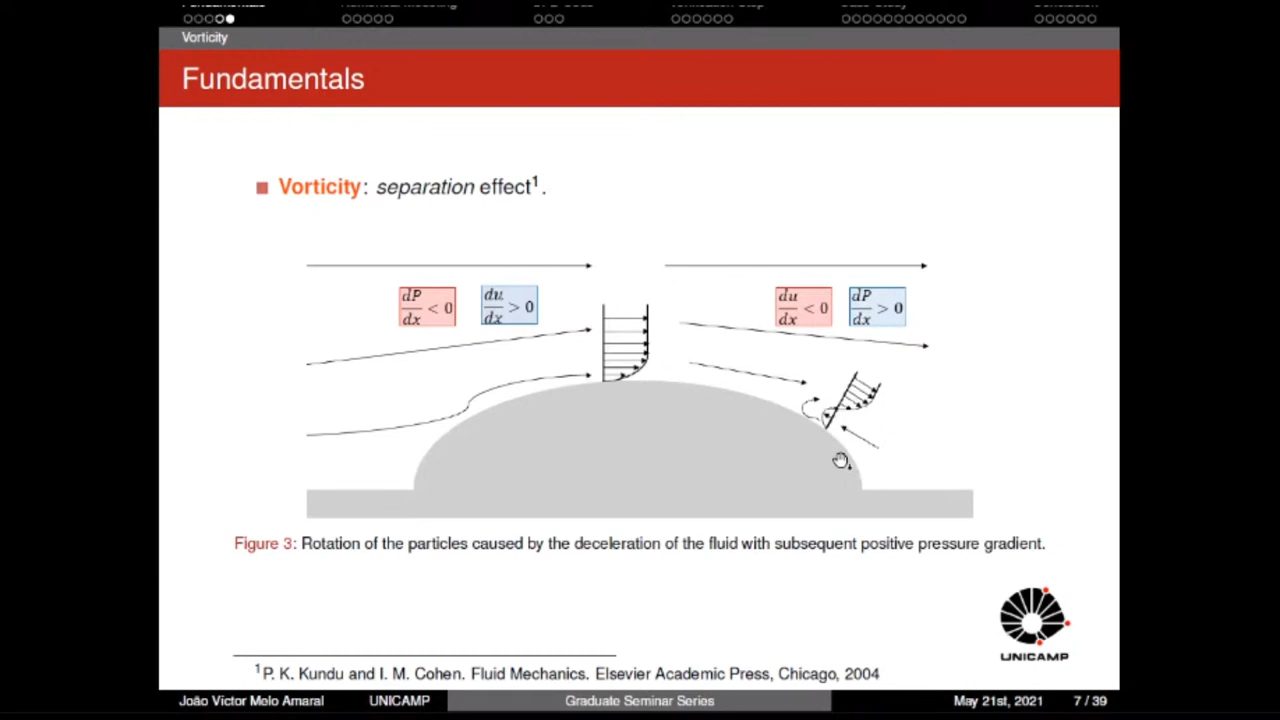 Fundamentals
Vorticity
Fundamentals
Vorticity: separation effect1.
dP/dx < 0
du/dx > 0
du/dx < 0
dP/dx > 0
Figure 3: Rotation of the particles caused by the deceleration of the fluid with subsequent positive pressure gradient.
UNICAMP
1P. K. Kundu and I. M. Cohen. Fluid Mechanics. Elsevier Academic Press, Chicago, 2004
João Victor Melo Amaral UNICAMP Graduate Seminar Series May 21st, 2021 7 / 39